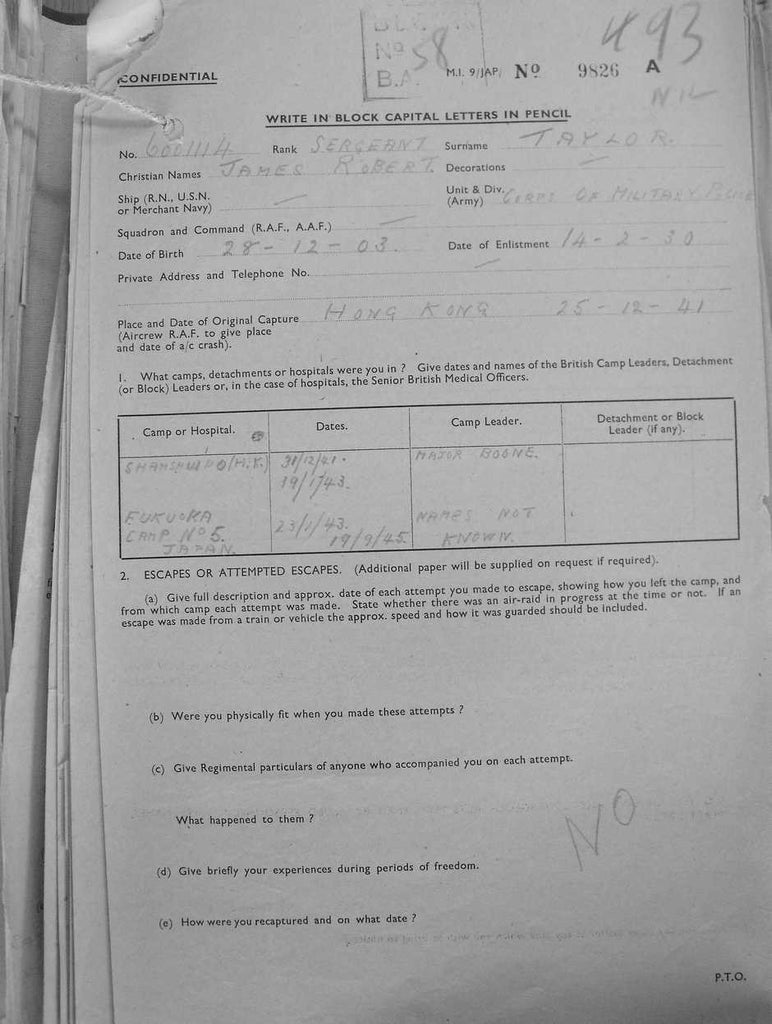 No 58
B.A.
493
CONFIDENTIAL
M.I. 9/JAP/ No 9826 A
NIL
WRITE IN BLOCK CAPITAL LETTERS IN PENCIL
No. Rank SERGEANT Surname TAYLOR.
Christian Names JAMES ROBERT. Decorations —
Ship (R.N., U.S.N. or Merchant Navy) — Unit & Div. (Army) CORPS OF MILITARY POLICE
Squadron and Command (R.A.F., A.A.F.) —
Date of Birth 28-12-03. Date of Enlistment 14-2-30
Private Address and Telephone No. —
Place and Date of Original Capture HONG KONG 25-12-41
(Aircrew R.A.F. to give place
and date of a/c crash).
1. What camps, detachments or hospitals were you in ? Give dates and names of the British Camp Leaders, Detachment
(or Block) Leaders or, in the case of hospitals, the Senior British Medical Officers.
Camp or Hospital. Dates. Camp Leader. Detachment or Block Leader (if any).
(H.K.) 31/12/41. MAJOR BOONE.
19/1/43.
FUKUOKA 23/1/43. NAMES NOT
CAMP No 5. 19/9/45. KNOWN.
JAPAN.
2. ESCAPES OR ATTEMPTED ESCAPES. (Additional paper will be supplied on request if required).
(a) Give full description and approx. date of each attempt you made to escape, showing how you left the camp, and
from which camp each attempt was made. State whether there was an air-raid in progress at the time or not. If an
escape was made from a train or vehicle the approx. speed and how it was guarded should be included.
(b) Were you physically fit when you made these attempts ?
(c) Give Regimental particulars of anyone who accompanied you on each attempt.
What happened to them ?
NO
(d) Give briefly your experiences during periods of freedom.
(e) How were you recaptured and on what date ?
P.T.O.